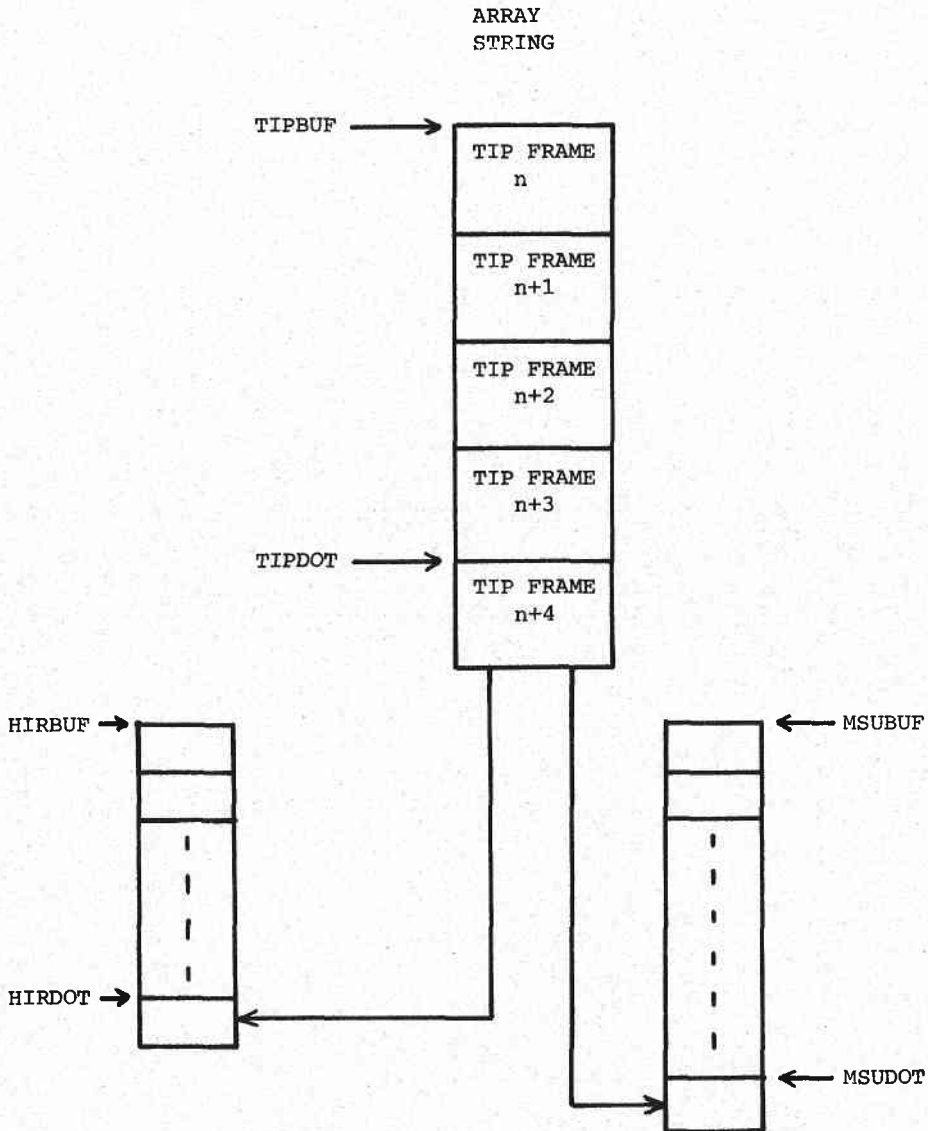 ARRAY
STRING
TIPBUF
TIP FRAME
n
TIP FRAME
n+1
TIP FRAME
n+2
TIP FRAME
n+3
TIPDOT
TIP FRAME
n+4
HIRBUF
MSUBUF
HIRDOT
MSUDOT